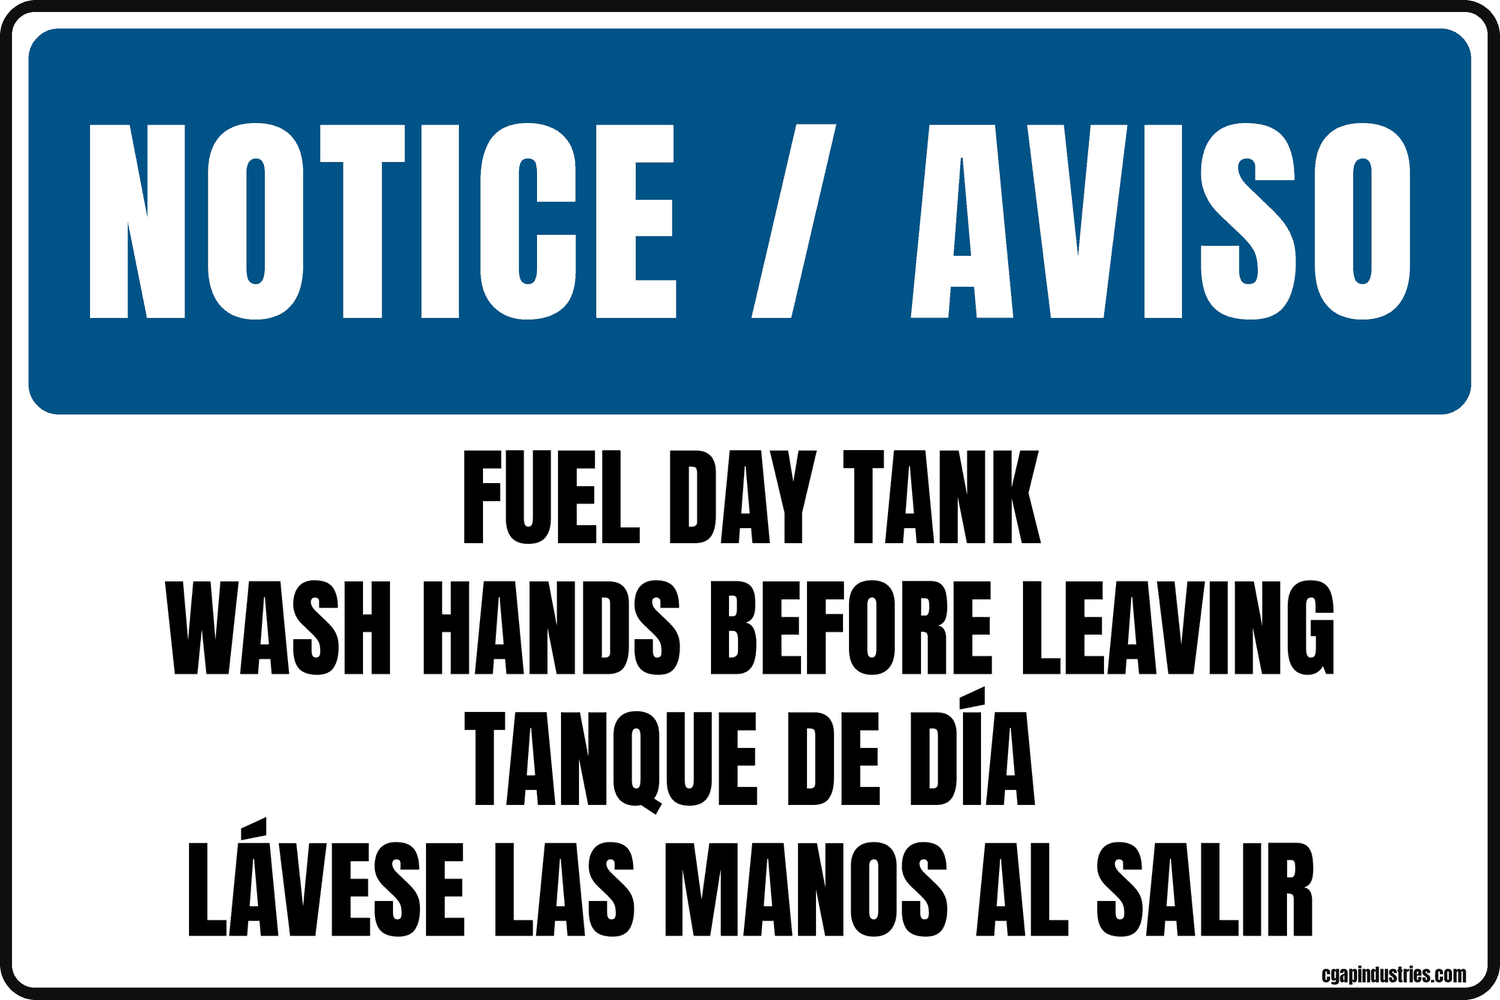 NOTICE / AVISO
FUEL DAY TANK
WASH HANDS BEFORE LEAVING
TANQUE DE DÍA
LÁVESE LAS MANOS AL SALIR
cgapindustries.com